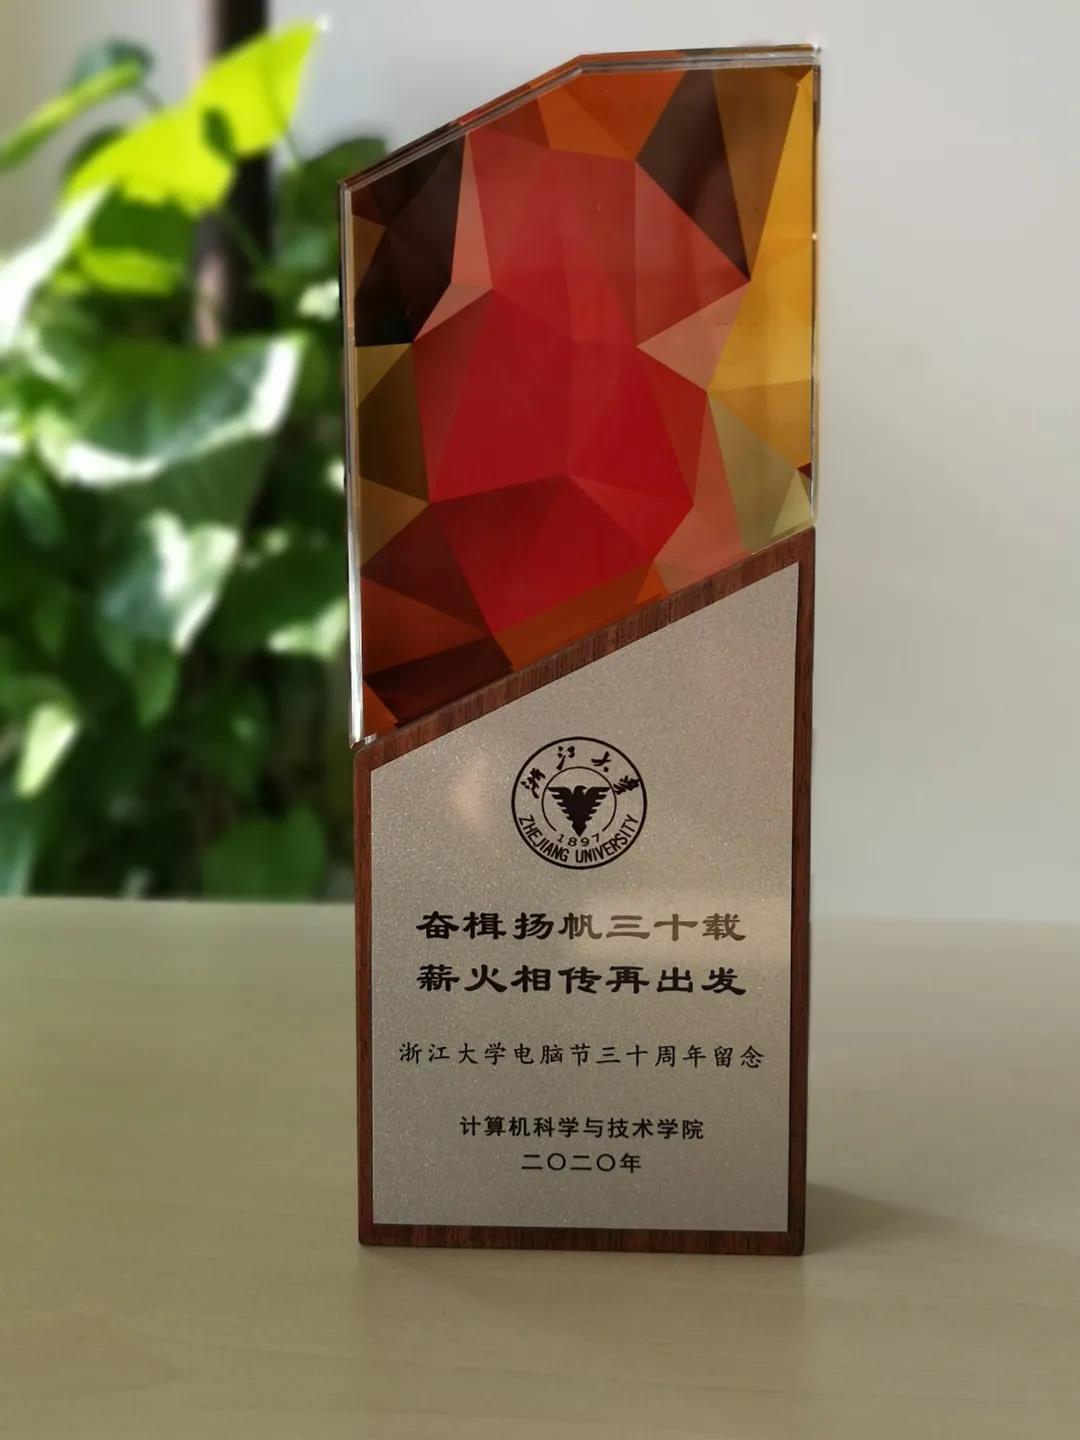 浙江大學
1897
ZHEJIANG UNIVERSITY
奋楫扬帆三十载
薪火相传再出发
浙江大学电脑节三十周年留念
计算机科学与技术学院
二〇二〇年